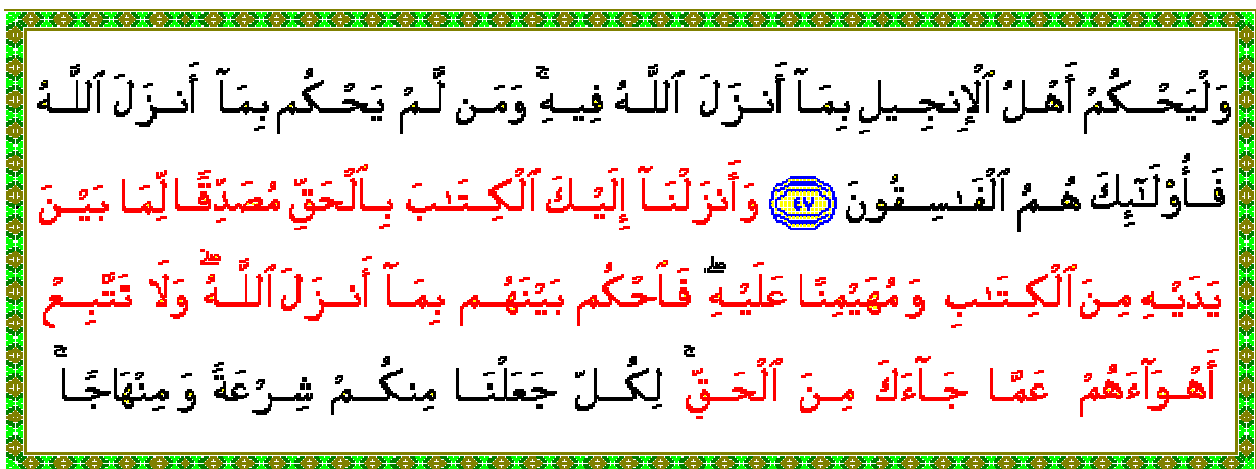 وَلْيَحْكُمْ أَهْلُ ٱلْإِنجِيلِ بِمَآ أَنزَلَ ٱللَّهُ فِيهِۚ وَمَن لَّمْ يَحْكُم بِمَآ أَنزَلَ ٱللَّهُ
فَأُوْلَٰٓئِكَ هُمُ ٱلْفَٰسِقُونَ ٤٧ وَأَنزَلْنَآ إِلَيْكَ ٱلْكِتَٰبَ بِٱلْحَقِّ مُصَدِّقًا لِّمَا بَيْنَ
يَدَيْهِ مِنَ ٱلْكِتَٰبِ وَمُهَيْمِنًا عَلَيْهِۖ فَٱحْكُم بَيْنَهُم بِمَآ أَنزَلَ ٱللَّهُۖ وَلَا تَتَّبِعْ
أَهْوَآءَهُمْ عَمَّا جَآءَكَ مِنَ ٱلْحَقِّۚ لِكُلٍّ جَعَلْنَا مِنكُمْ شِرْعَةً وَمِنْهَاجًاۚ